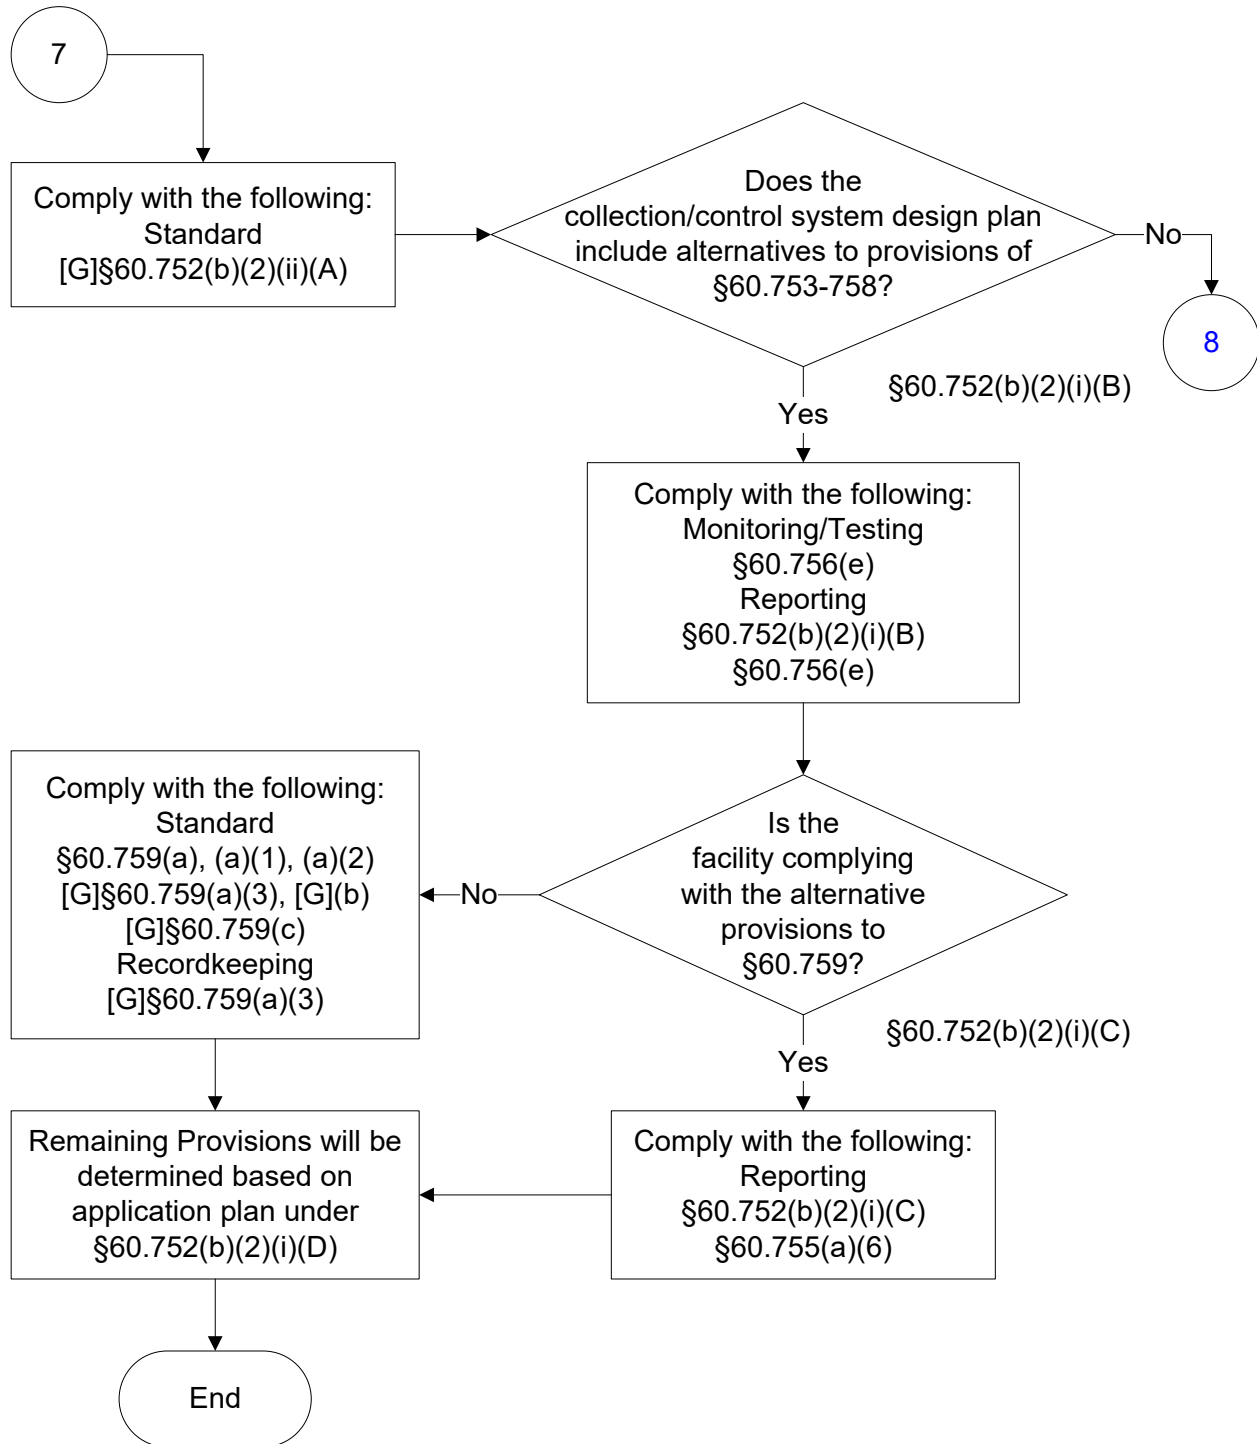 7
Comply with the following:
Standard
[G]§60.752(b)(2)(ii)(A)
Does the
collection/control system design plan
include alternatives to provisions of
§60.753-758?
No
8
§60.752(b)(2)(i)(B)
Yes
Comply with the following:
Monitoring/Testing
§60.756(e)
Reporting
§60.752(b)(2)(i)(B)
§60.756(e)
Is the
facility complying
with the alternative
provisions to
§60.759?
No
Comply with the following:
Standard
§60.759(a), (a)(1), (a)(2)
[G]§60.759(a)(3), [G](b)
[G]§60.759(c)
Recordkeeping
[G]§60.759(a)(3)
§60.752(b)(2)(i)(C)
Yes
Comply with the following:
Reporting
§60.752(b)(2)(i)(C)
§60.755(a)(6)
Remaining Provisions will be
determined based on
application plan under
§60.752(b)(2)(i)(D)
End